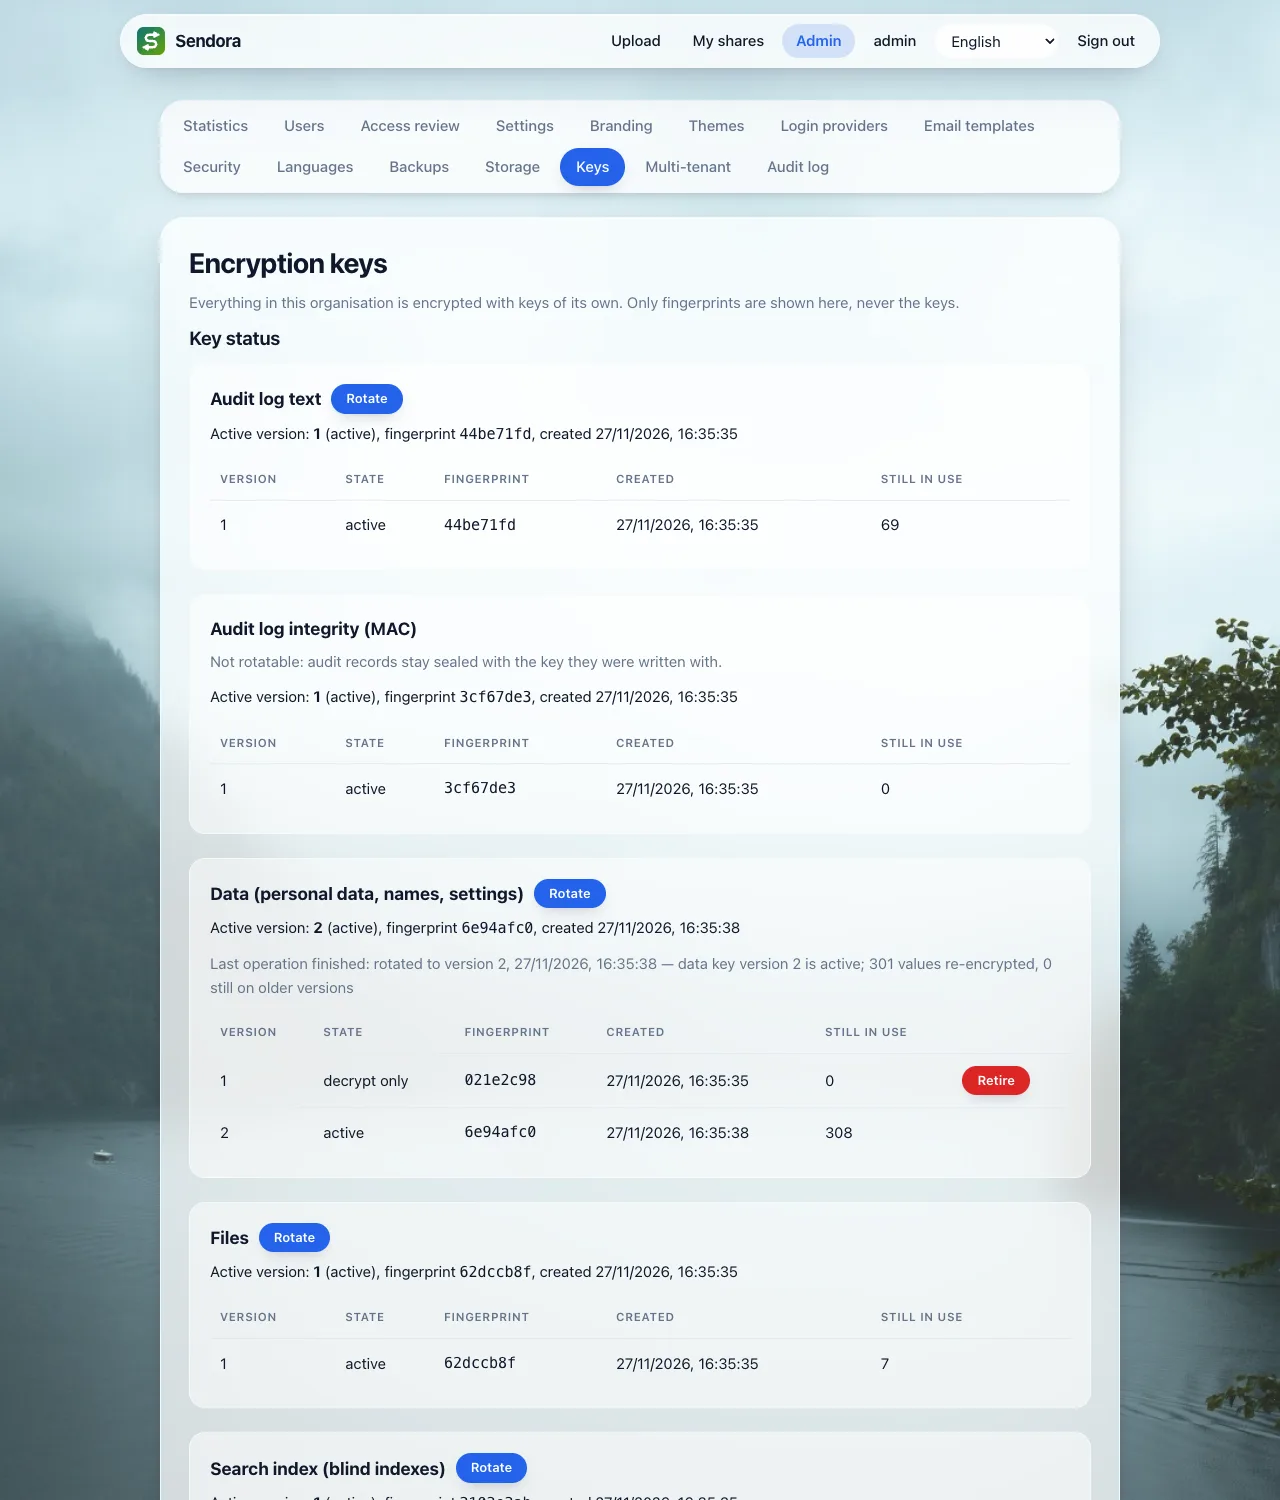 Sendora
Upload My shares Admin admin English Sign out
Statistics Users Access review Settings Branding Themes Login providers Email templates
Security Languages Backups Storage Keys Multi-tenant Audit log
Encryption keys
Everything in this organisation is encrypted with keys of its own. Only fingerprints are shown here, never the keys.
Key status
Audit log text Rotate
Active version: 1 (active), fingerprint 44be71fd, created 27/11/2026, 16:35:35
VERSION STATE FINGERPRINT CREATED STILL IN USE
1 active 44be71fd 27/11/2026, 16:35:35 69
Audit log integrity (MAC)
Not rotatable: audit records stay sealed with the key they were written with.
Active version: 1 (active), fingerprint 3cf67de3, created 27/11/2026, 16:35:35
VERSION STATE FINGERPRINT CREATED STILL IN USE
1 active 3cf67de3 27/11/2026, 16:35:35 0
Data (personal data, names, settings) Rotate
Active version: 2 (active), fingerprint 6e94afc0, created 27/11/2026, 16:35:38
Last operation finished: rotated to version 2, 27/11/2026, 16:35:38 — data key version 2 is active; 301 values re-encrypted, 0
still on older versions
VERSION STATE FINGERPRINT CREATED STILL IN USE
1 decrypt only 021e2c98 27/11/2026, 16:35:35 0 Retire
2 active 6e94afc0 27/11/2026, 16:35:38 308
Files Rotate
Active version: 1 (active), fingerprint 62dccb8f, created 27/11/2026, 16:35:35
VERSION STATE FINGERPRINT CREATED STILL IN USE
1 active 62dccb8f 27/11/2026, 16:35:35 7
Search index (blind indexes) Rotate